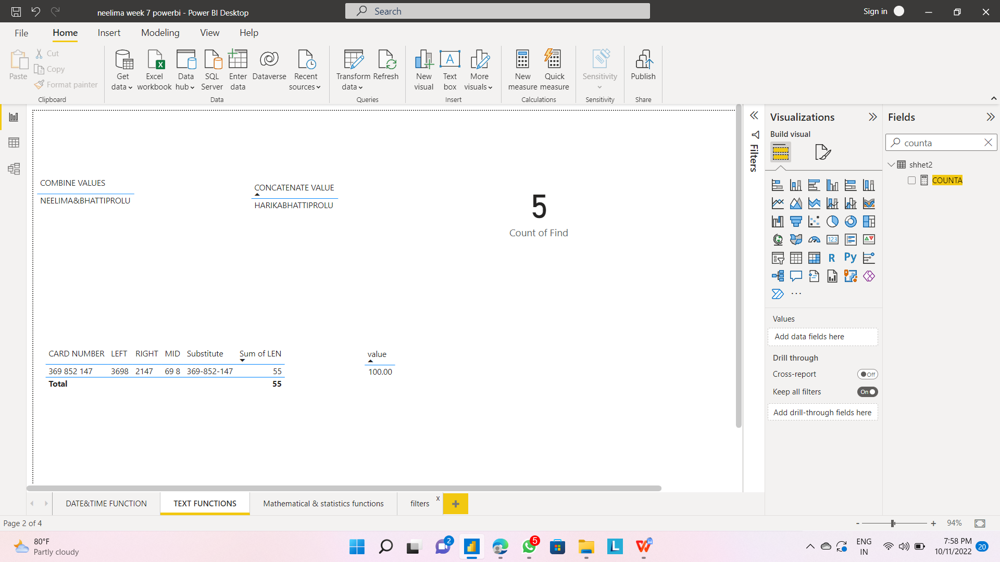 neelima week 7 powerbi - Power BI Desktop
Search
Sign in
File Home Insert Modeling View Help
Paste
Cut
Copy
Format painter
Clipboard
Get data
Excel workbook
Data hub
SQL Server
Enter data
Dataverse
Recent sources
Data
Transform data
Refresh
Queries
New visual
Text box
More visuals
Insert
New measure
Quick measure
Calculations
Sensitivity
Sensitivity
Publish
Share
COMBINE VALUES
NEELIMA&BHATTIPROLU
CONCATENATE VALUE
HARIKABHATTIPROLU
5
Count of Find
CARD NUMBER LEFT RIGHT MID Substitute Sum of LEN
369 852 147 3698 2147 69 8 369-852-147 55
Total 55
value
100.00
Filters
Visualizations
Build visual
123
R
Py
Values
Add data fields here
Drill through
Cross-report Off
Keep all filters On
Add drill-through fields here
Fields
counta
shhet2
COUNTA
DATE&TIME FUNCTION TEXT FUNCTIONS Mathematical & statistics functions filters x +
Page 2 of 4
- + 94%
80°F
Partly cloudy
2
5
L
ENG
IN
7:58 PM
10/11/2022
20